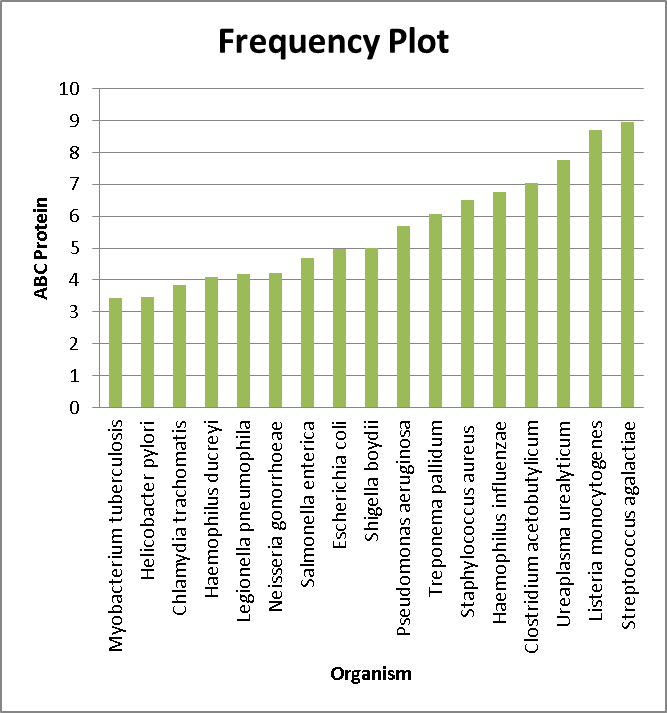 Frequency Plot
10
9
8
7
6
5
4
3
2
1
0
ABC Protein
Myobacterium tuberculosis
Helicobacter pylori
Chlamydia trachomatis
Haemophilus ducreyi
Legionella pneumophila
Neisseria gonorrhoeae
Salmonella enterica
Escherichia coli
Shigella boydii
Pseudomonas aeruginosa
Treponema pallidum
Staphylococcus aureus
Haemophilus influenzae
Clostridium acetobutylicum
Ureaplasma urealyticum
Listeria monocytogenes
Streptococcus agalactiae
Organism